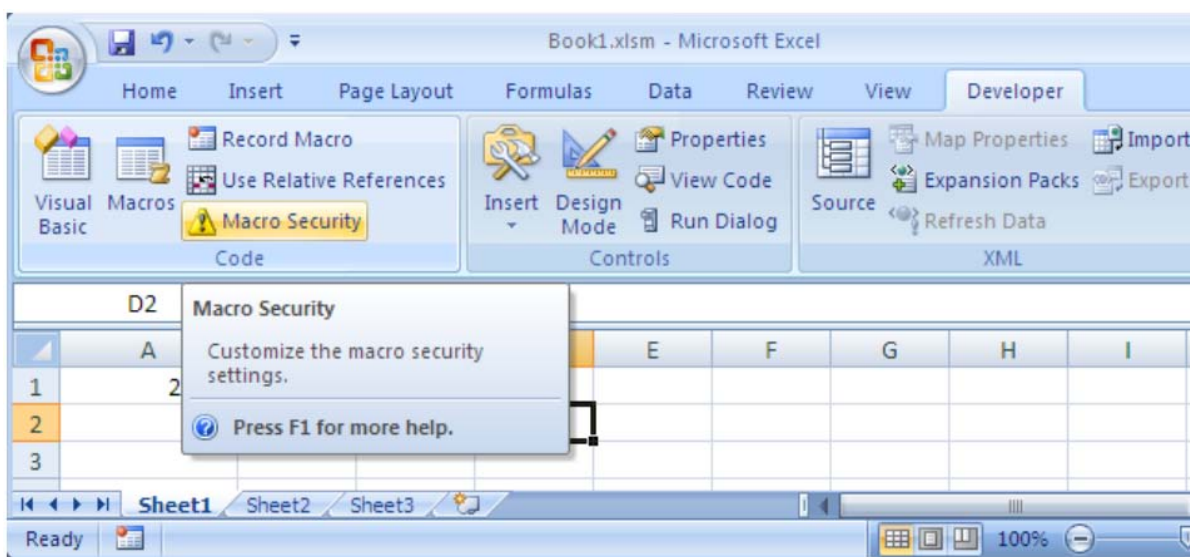 Book1.xlsm - Microsoft Excel
Home Insert Page Layout Formulas Data Review View Developer
Visual Basic
Macros
Record Macro
Use Relative References
Macro Security
Code
Insert
Design Mode
Properties
View Code
Run Dialog
Controls
Source
Map Properties
Expansion Packs
Refresh Data
Import
Export
XML
D2
Macro Security
Customize the macro security
settings.
Press F1 for more help.
A E F G H I
1 2
2
3
Sheet1 Sheet2 Sheet3
Ready 100%